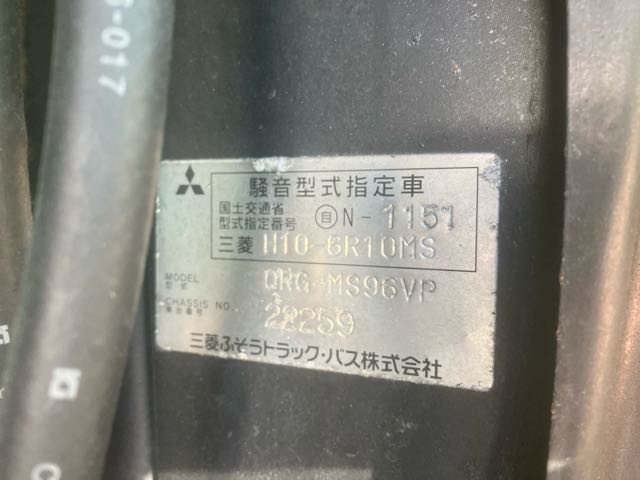 騒音型式指定車
国土交通省
型式指定番号 自 N-1151
三菱 H10-6R10MS
MODEL
型式 QRG-MS96VP
CHASSIS NO.
車台番号 22259
三菱ふそうトラック・バス株式会社
-017